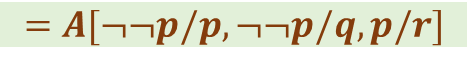 = A[¬¬p/p, ¬¬p/q, p/r]